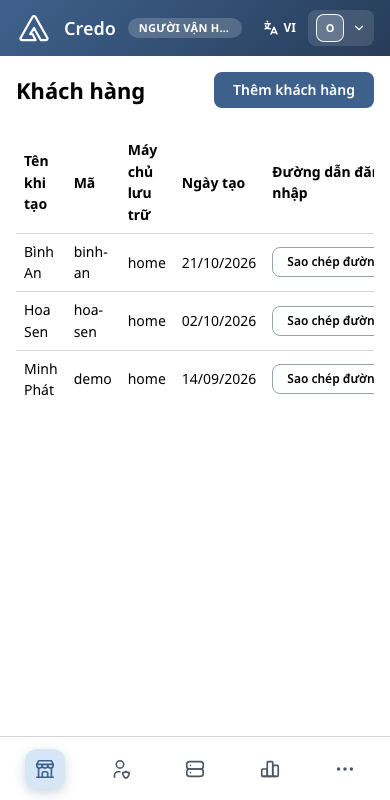 Credo
NGƯỜI VẬN H...
VI
O
Khách hàng
Thêm khách hàng
Tên khi tạo
Mã
Máy chủ lưu trữ
Ngày tạo
Đường dẫn đăn
nhập
Bình An
binh-an
home
21/10/2026
Sao chép đườn
Hoa Sen
hoa-sen
home
02/10/2026
Sao chép đườn
Minh Phát
demo
home
14/09/2026
Sao chép đườn